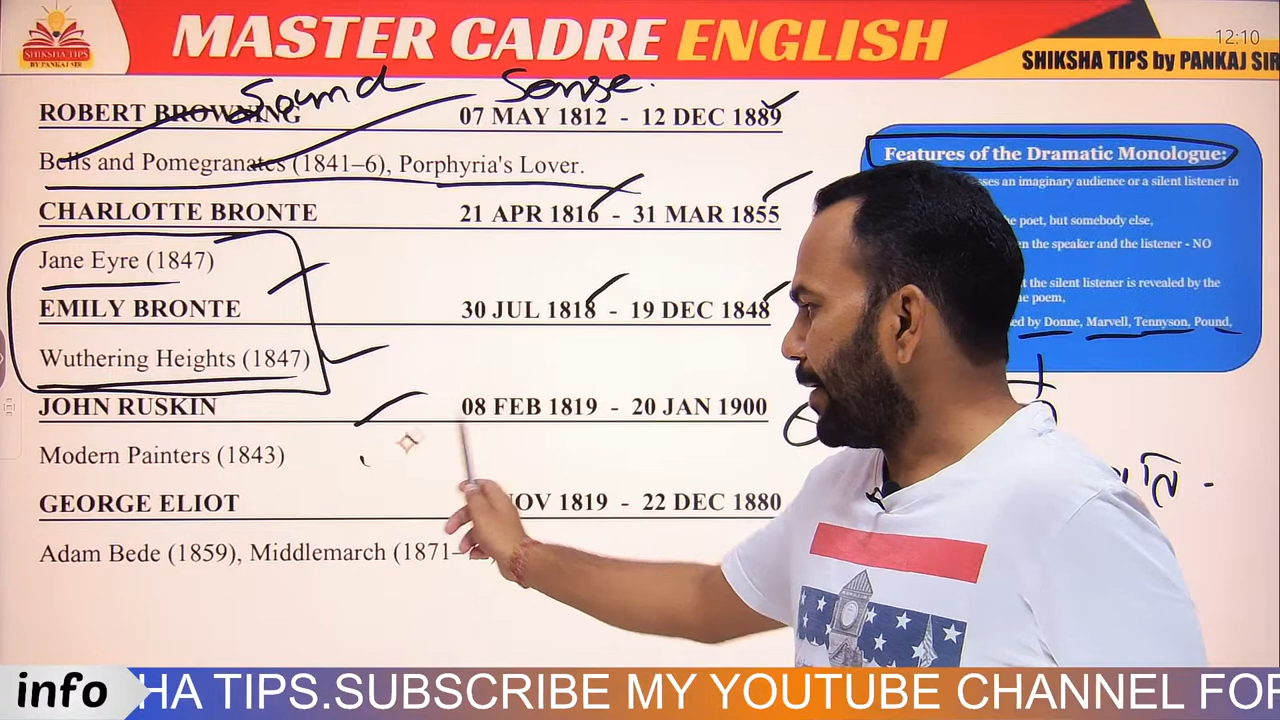 SHIKSHA TIPS
BY PANKAJ SIR
MASTER CADRE ENGLISH
12:10
SHIKSHA TIPS by PANKAJ SIR
Sound Sense.
ROBERT BROWNING 07 MAY 1812 - 12 DEC 1889
Bells and Pomegranates (1841–6), Porphyria's Lover.
CHARLOTTE BRONTE 21 APR 1816 - 31 MAR 1855
Jane Eyre (1847)
EMILY BRONTE 30 JUL 1818 - 19 DEC 1848
Wuthering Heights (1847)
JOHN RUSKIN 08 FEB 1819 - 20 JAN 1900
Modern Painters (1843)
GEORGE ELIOT NOV 1819 - 22 DEC 1880
Adam Bede (1859), Middlemarch (1871–
Features of the Dramatic Monologue:
an imaginary audience or a silent listener in
poet, but somebody else,
the speaker and the listener - NO
the silent listener is revealed by the
poem,
by Donne, Marvell, Tennyson, Pound,
info
HA TIPS.SUBSCRIBE MY YOUTUBE CHANNEL FOR